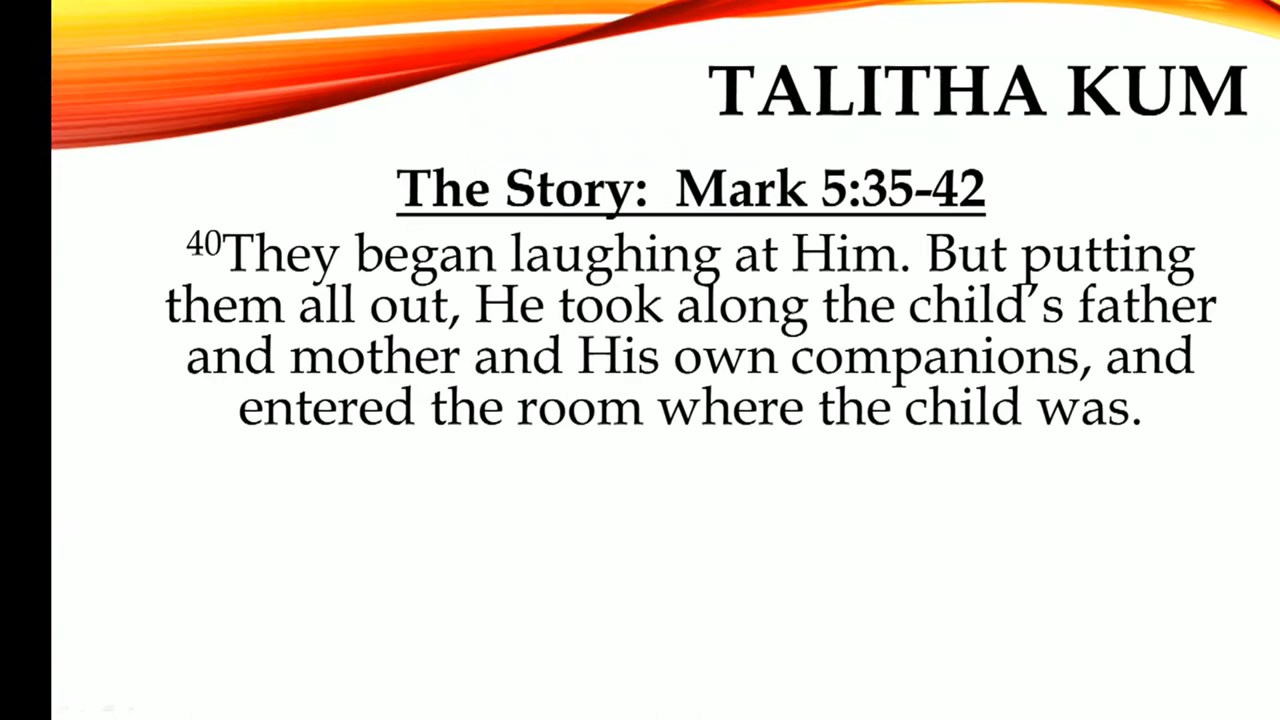 TALITHA KUM
The Story:  Mark 5:35-42
⁴⁰They began laughing at Him. But putting
them all out, He took along the child’s father
and mother and His own companions, and
entered the room where the child was.